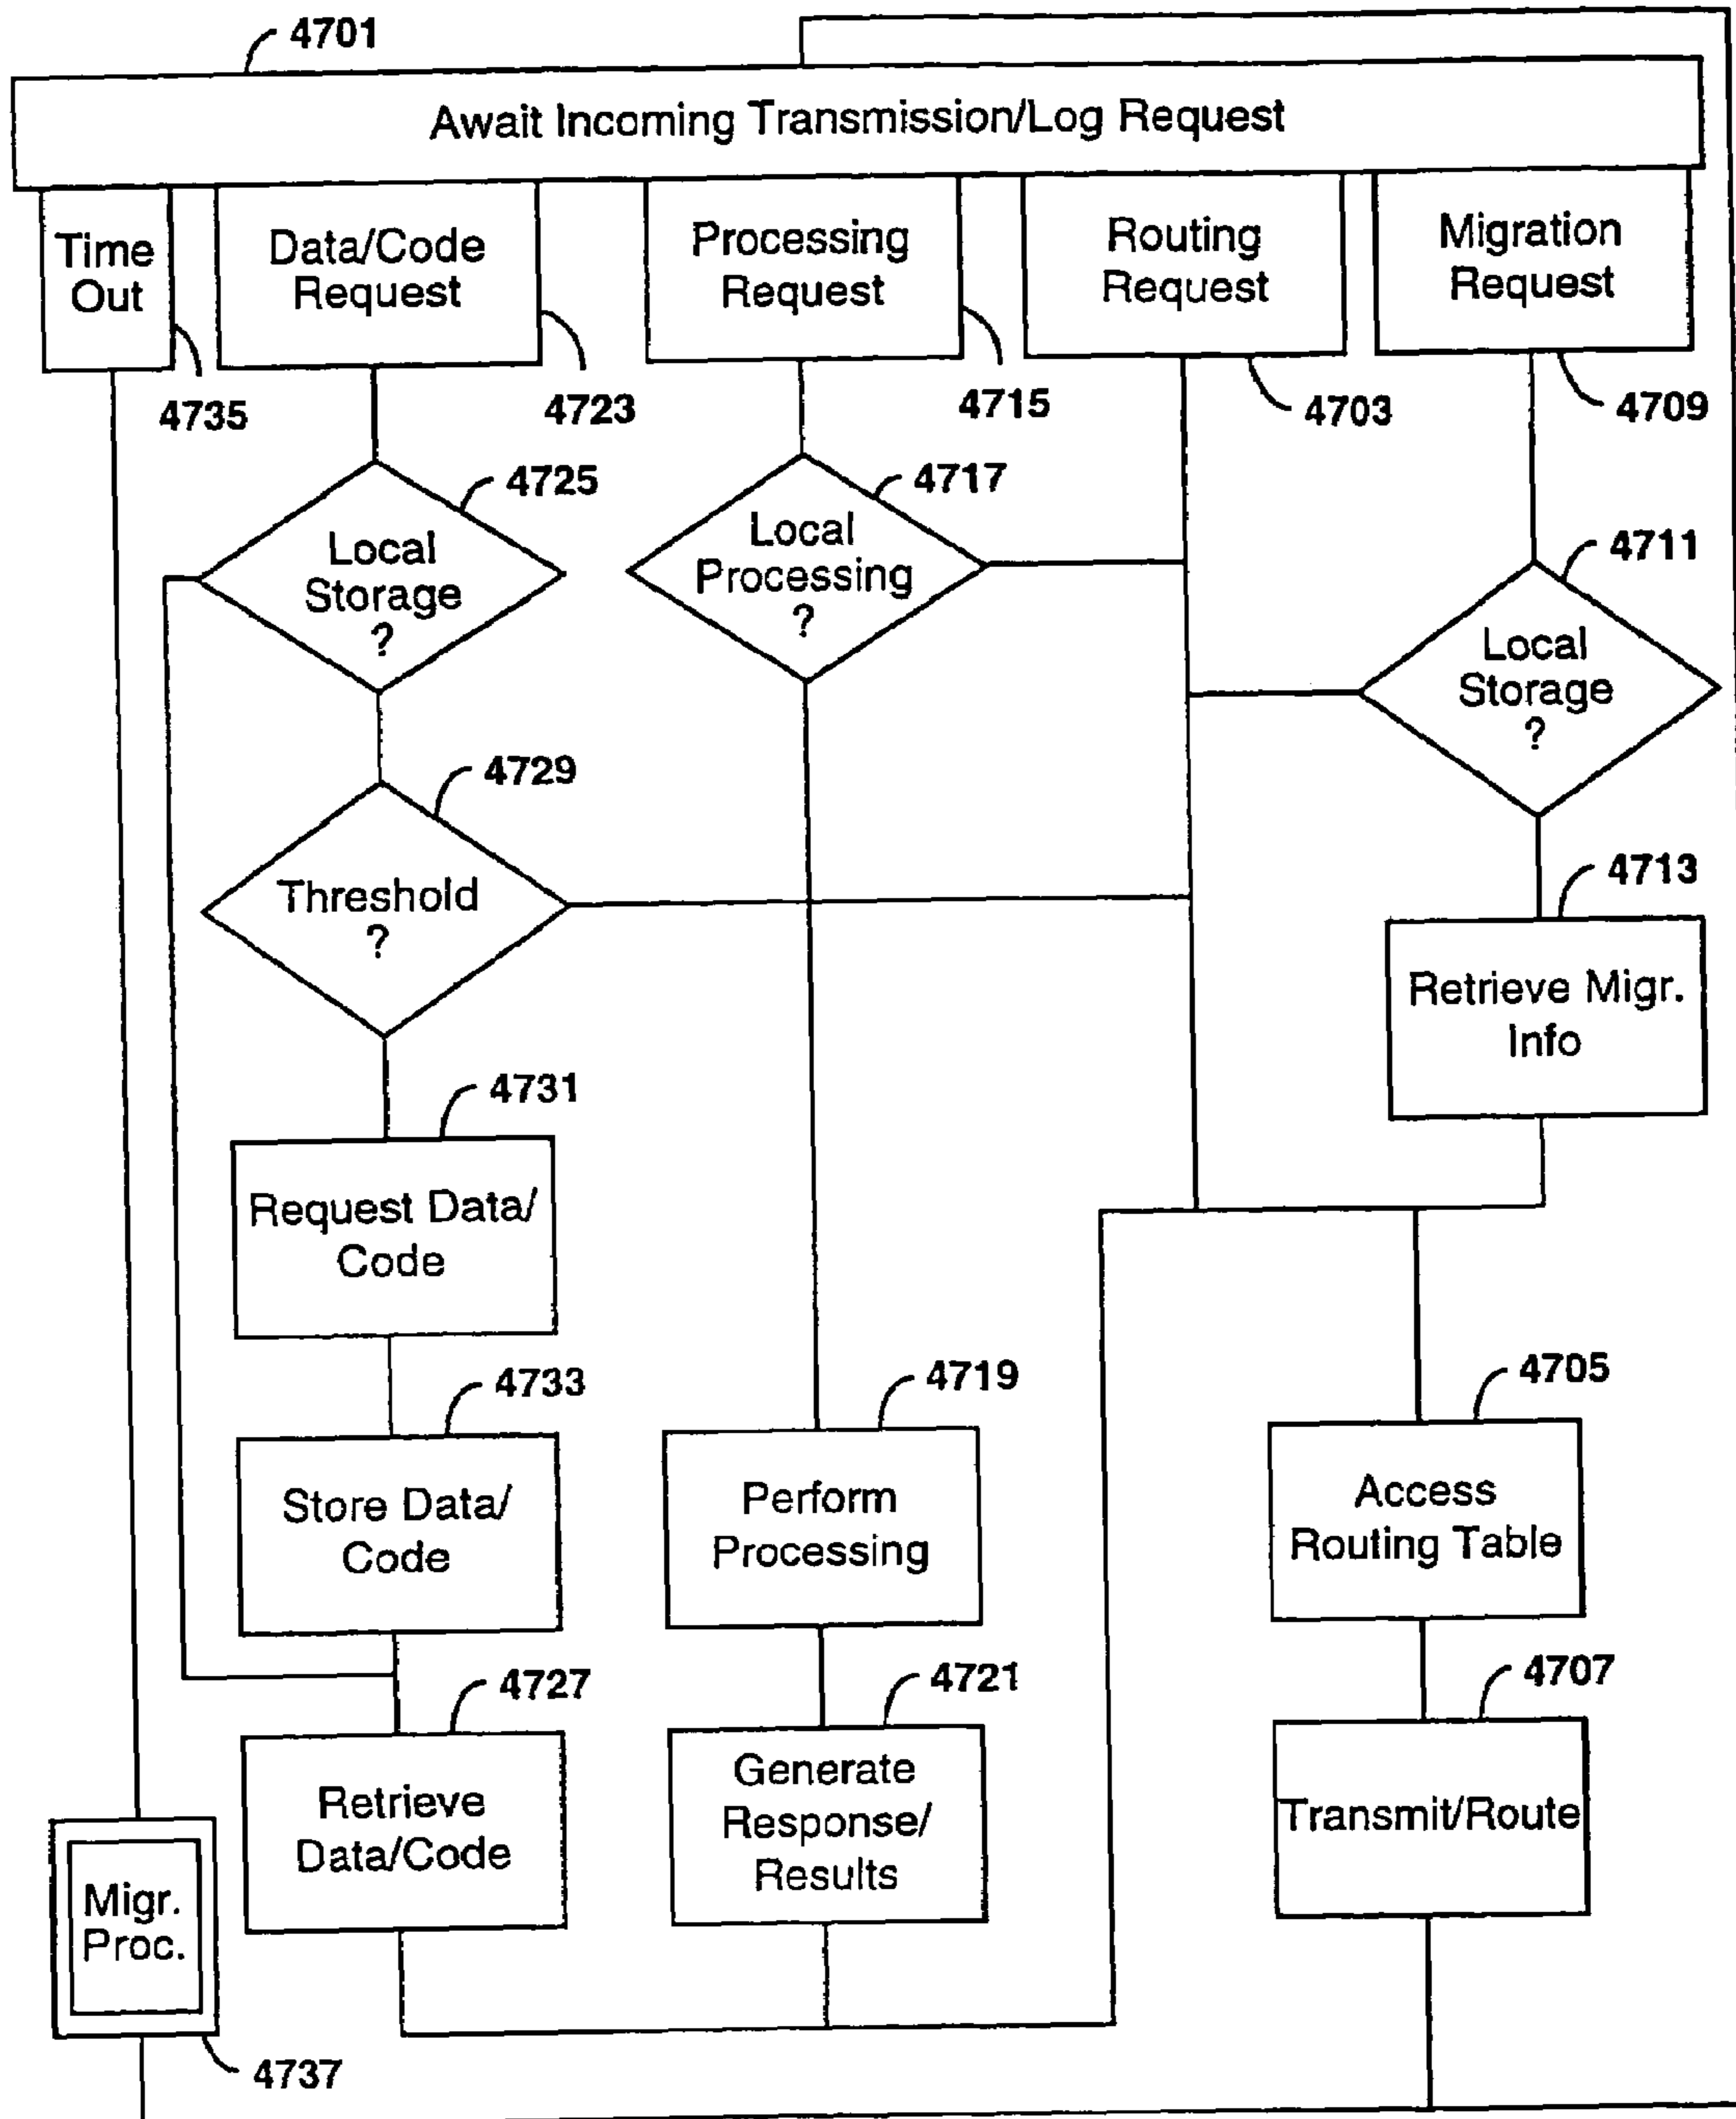 4701
Await Incoming Transmission/Log Request
Time
Out
Data/Code
Request
Processing
Request
Routing
Request
Migration
Request
4735
4723
4715
4703
4709
4725
Local
Storage
?
4717
Local
Processing
?
4711
Local
Storage
?
4729
Threshold
?
4713
Retrieve Migr.
Info
4731
Request Data/
Code
4733
Store Data/
Code
4719
Perform
Processing
4705
Access
Routing Table
4727
Retrieve
Data/Code
4721
Generate
Response/
Results
4707
Transmit/Route
Migr.
Proc.
4737